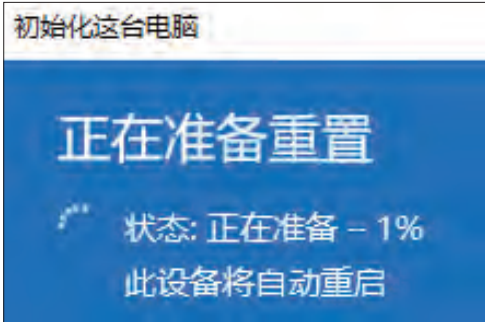 初始化这台电脑
正在准备重置
状态: 正在准备 – 1%
此设备将自动重启